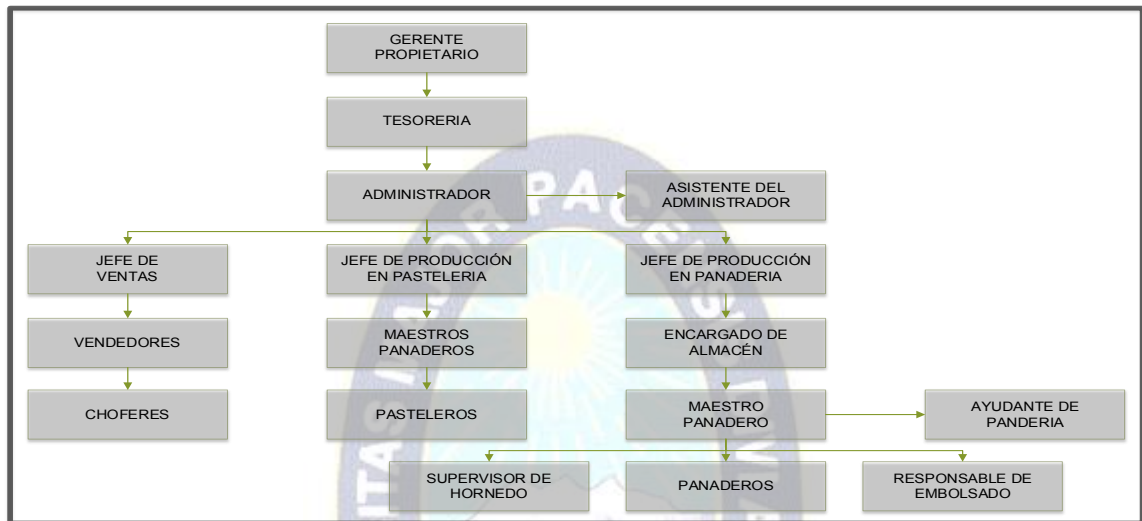 GERENTE
PROPIETARIO
TESORERIA
ADMINISTRADOR
ASISTENTE DEL
ADMINISTRADOR
JEFE DE
VENTAS
JEFE DE PRODUCCIÓN
EN PASTELERIA
JEFE DE PRODUCCIÓN
EN PANADERIA
VENDEDORES
MAESTROS
PANADEROS
ENCARGADO DE
ALMACÉN
CHOFERES
PASTELEROS
MAESTRO
PANADERO
AYUDANTE DE
PANDERIA
SUPERVISOR DE
HORNEDO
PANADEROS
RESPONSABLE DE
EMBOLSADO